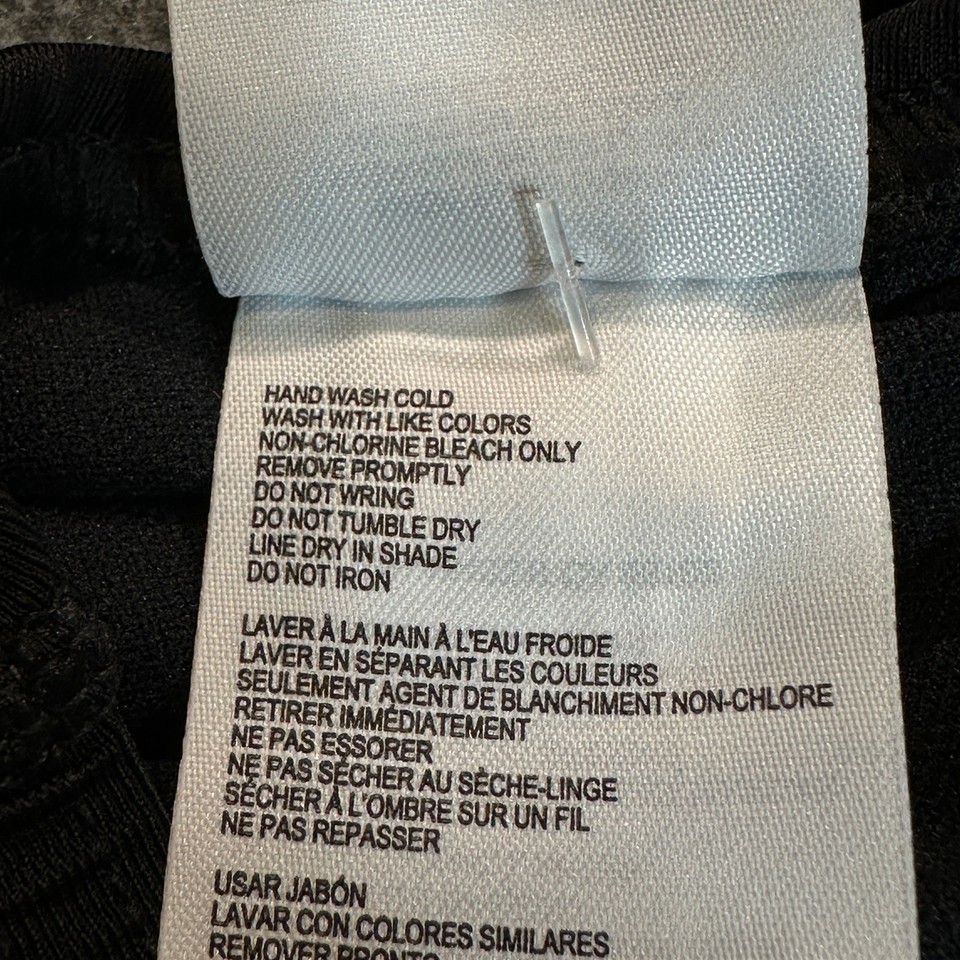 HAND WASH COLD
WASH WITH LIKE COLORS
NON-CHLORINE BLEACH ONLY
REMOVE PROMPTLY
DO NOT WRING
DO NOT TUMBLE DRY
LINE DRY IN SHADE
DO NOT IRON
LAVER À LA MAIN À L'EAU FROIDE
LAVER EN SÉPARANT LES COULEURS
SEULEMENT AGENT DE BLANCHIMENT NON-CHLORE
RETIRER IMMÉDIATEMENT
NE PAS ESSORER
NE PAS SÉCHER AU SÈCHE-LINGE
SÉCHER À L'OMBRE SUR UN FIL
NE PAS REPASSER
USAR JABÓN
LAVAR CON COLORES SIMILARES
REMOVER PRONTO